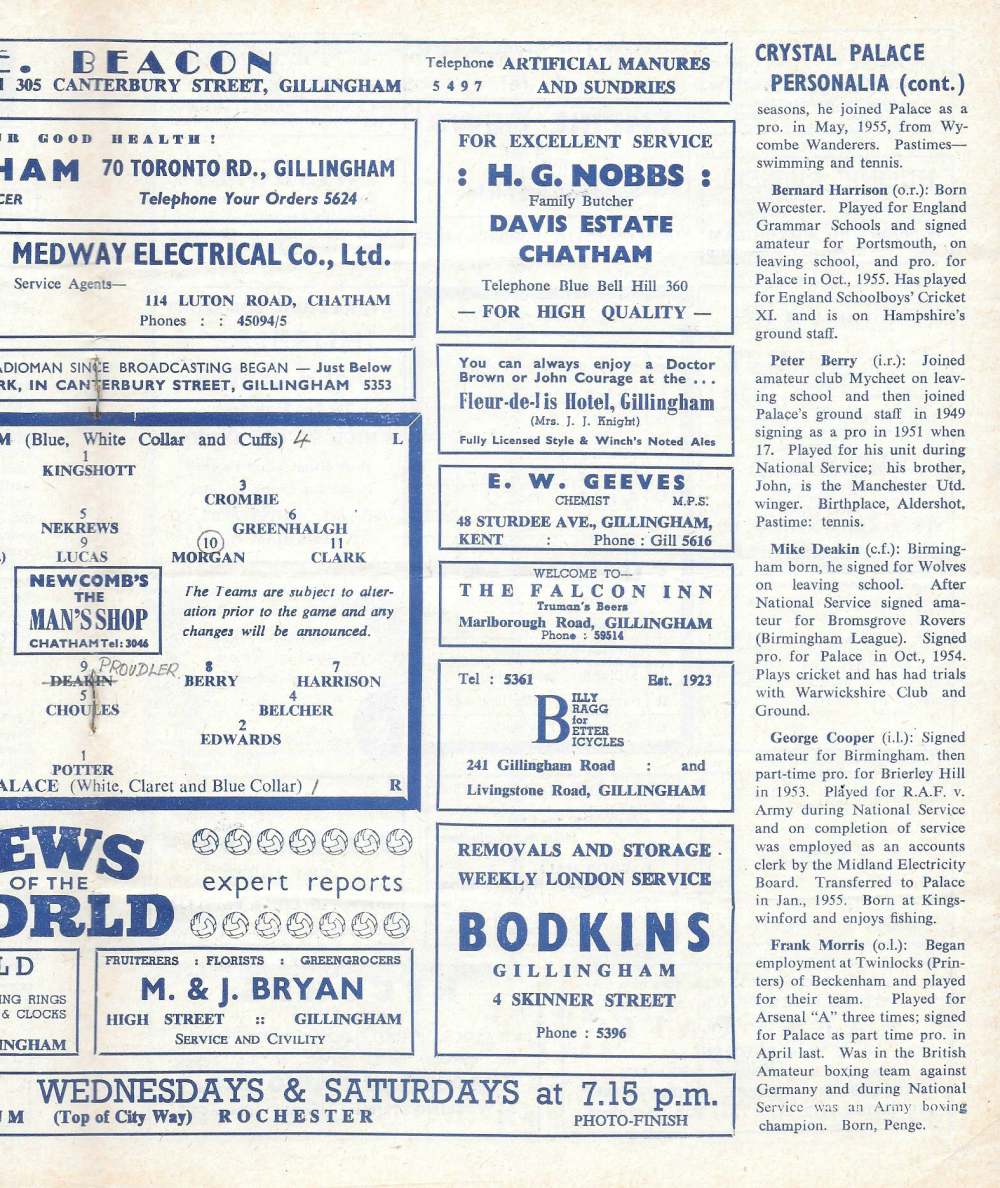 E. BEACON
305 CANTERBURY STREET, GILLINGHAM
Telephone ARTIFICIAL MANURES
5 4 9 7 AND SUNDRIES
R GOOD HEALTH !
HAM 70 TORONTO RD., GILLINGHAM
CER Telephone Your Orders 5624
MEDWAY ELECTRICAL Co., Ltd.
Service Agents—
114 LUTON ROAD, CHATHAM
Phones : : 45094/5
ADIOMAN SINCE BROADCASTING BEGAN — Just Below
RK, IN CANTERBURY STREET, GILLINGHAM 5353
M (Blue, White Collar and Cuffs) 4 L
1
KINGSHOTT
3
CROMBIE
5 6
NEKREWS GREENHALGH
9 10 11
LUCAS MORGAN CLARK
NEWCOMB'S
THE
MAN'S SHOP
CHATHAM Tel: 3046
The Teams are subject to alter-
ation prior to the game and any
changes will be announced.
9 PROUDLER 8 7
DEAKIN BERRY HARRISON
5 4
CHOULES BELCHER
2
EDWARDS
1
POTTER
ALACE (White, Claret and Blue Collar) 1 R
EWS
OF THE
ORLD
expert reports
L D
ING RINGS
& CLOCKS
INGHAM
FRUITERERS : FLORISTS : GREENGROCERS
M. & J. BRYAN
HIGH STREET :: GILLINGHAM
SERVICE AND CIVILITY
FOR EXCELLENT SERVICE
: H. G. NOBBS :
Family Butcher
DAVIS ESTATE
CHATHAM
Telephone Blue Bell Hill 360
— FOR HIGH QUALITY —
You can always enjoy a Doctor
Brown or John Courage at the ...
Fleur-de-lis Hotel, Gillingham
(Mrs. J. J. Knight)
Fully Licensed Style & Winch's Noted Ales
E. W. GEEVES
CHEMIST M.P.S.
48 STURDEE AVE., GILLINGHAM,
KENT : Phone : Gill 5616
WELCOME TO—
THE FALCON INN
Truman's Beers
Marlborough Road, GILLINGHAM
Phone : 59514
Tel : 5361 Est. 1923
BILLY
RAGG
for
BETTER
BICYCLES
241 Gillingham Road : and
Livingstone Road, GILLINGHAM
REMOVALS AND STORAGE
WEEKLY LONDON SERVICE
BODKINS
GILLINGHAM
4 SKINNER STREET
Phone : 5396
WEDNESDAYS & SATURDAYS at 7.15 p.m.
UM (Top of City Way) ROCHESTER PHOTO-FINISH
CRYSTAL PALACE
PERSONALIA (cont.)
seasons, he joined Palace as a
pro. in May, 1955, from Wy-
combe Wanderers. Pastimes—
swimming and tennis.
Bernard Harrison (o.r.): Born
Worcester. Played for England
Grammar Schools and signed
amateur for Portsmouth, on
leaving school, and pro. for
Palace in Oct., 1955. Has played
for England Schoolboys' Cricket
XI. and is on Hampshire's
ground staff.
Peter Berry (i.r.): Joined
amateur club Mycheet on leav-
ing school and then joined
Palace's ground staff in 1949
signing as a pro in 1951 when
17. Played for his unit during
National Service; his brother,
John, is the Manchester Utd.
winger. Birthplace, Aldershot,
Pastime: tennis.
Mike Deakin (c.f.): Birming-
ham born, he signed for Wolves
on leaving school. After
National Service signed ama-
teur for Bromsgrove Rovers
(Birmingham League). Signed
pro. for Palace in Oct., 1954.
Plays cricket and has had trials
with Warwickshire Club and
Ground.
George Cooper (i.l.): Signed
amateur for Birmingham. then
part-time pro. for Brierley Hill
in 1953. Played for R.A.F. v.
Army during National Service
and on completion of service
was employed as an accounts
clerk by the Midland Electricity
Board. Transferred to Palace
in Jan., 1955. Born at Kings-
winford and enjoys fishing.
Frank Morris (o.l.): Began
employment at Twinlocks (Prin-
ters) of Beckenham and played
for their team. Played for
Arsenal "A" three times; signed
for Palace as part time pro. in
April last. Was in the British
Amateur boxing team against
Germany and during National
Service was an Army boxing
champion. Born, Penge.